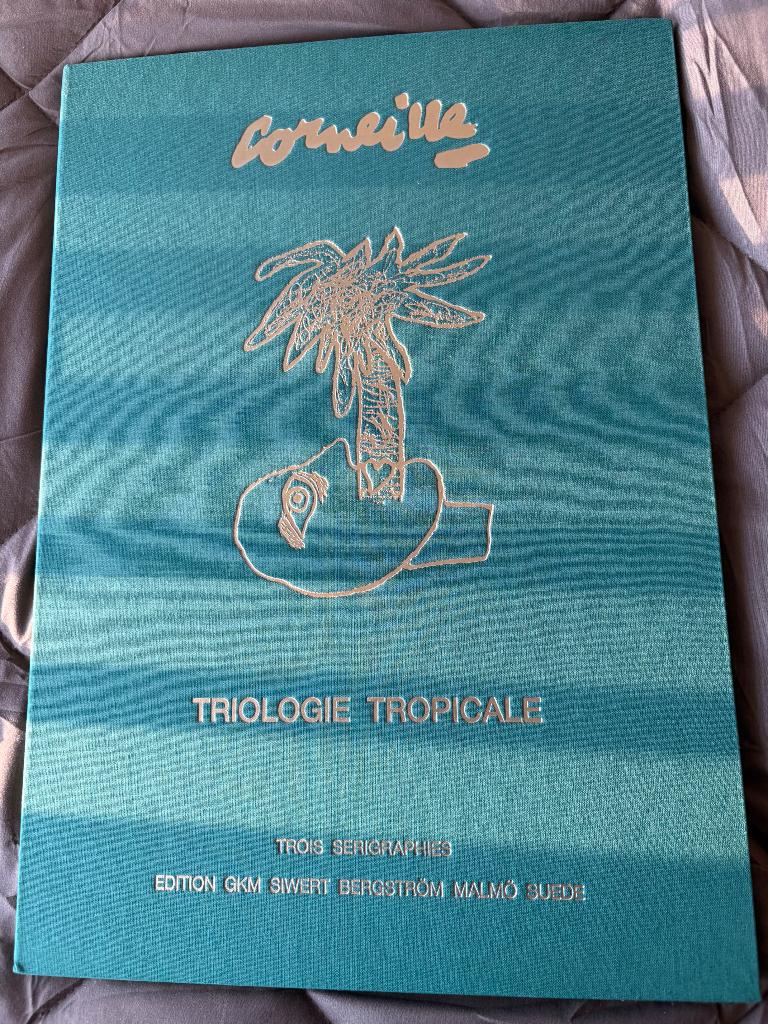 Corneille
TRIOLOGIE TROPICALE
TROIS SERIGRAPHIES
EDITION GKM SIWERT BERGSTRÖM MALMÖ SUEDE